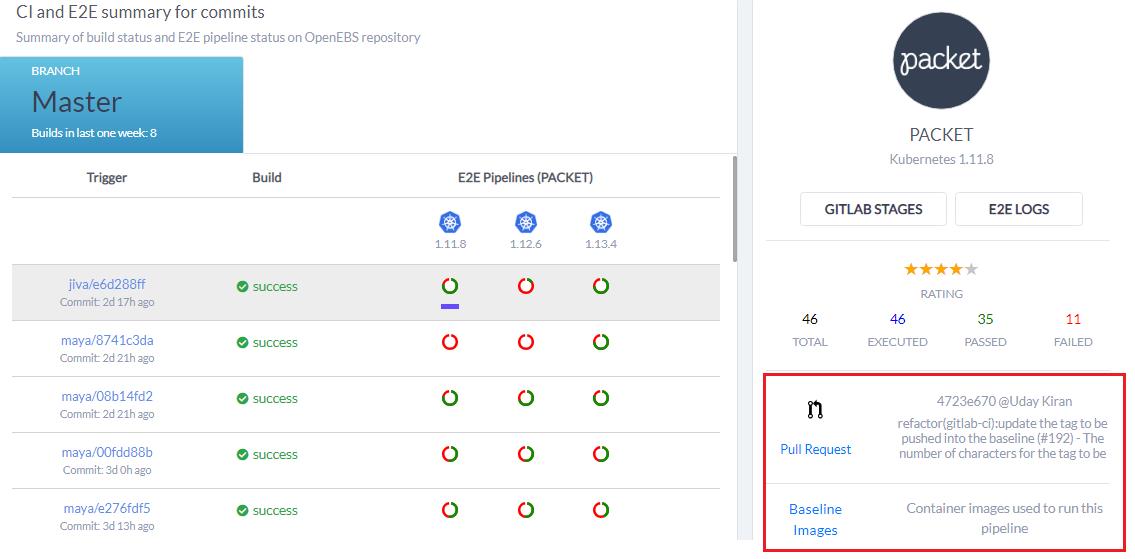 CI and E2E summary for commits
Summary of build status and E2E pipeline status on OpenEBS repository
BRANCH
Master
Builds in last one week: 8
Trigger Build E2E Pipelines (PACKET)
1.11.8 1.12.6 1.13.4
jiva/e6d288ff success
Commit: 2d 17h ago
maya/8741c3da success
Commit: 2d 21h ago
maya/08b14fd2 success
Commit: 2d 21h ago
maya/00fdd88b success
Commit: 3d 0h ago
maya/e276fdf5 success
Commit: 3d 13h ago
packet
PACKET
Kubernetes 1.11.8
GITLAB STAGES E2E LOGS
RATING
46 46 35 11
TOTAL EXECUTED PASSED FAILED
Pull Request
4723e670 @Uday Kiran
refactor(gitlab-ci):update the tag to be
pushed into the baseline (#192) - The
number of characters for the tag to be
Baseline
Images
Container images used to run this
pipeline